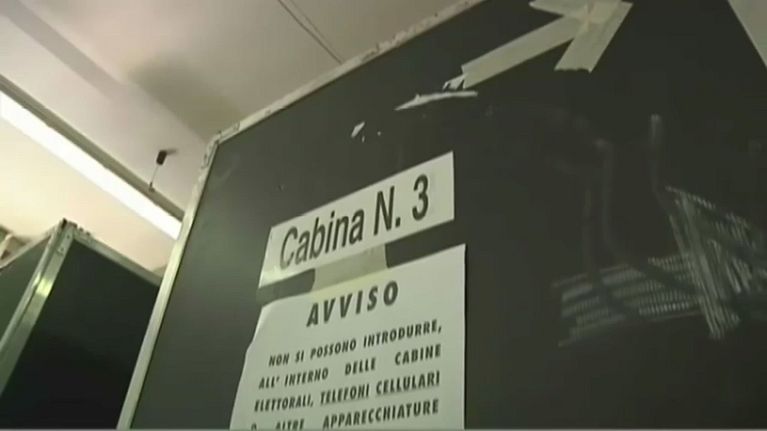 Cabina N. 3
AVVISO
NON SI POSSONO INTRODURRE,
ALL' INTERNO DELLE CABINE
ELETTORALI, TELEFONI CELLULARI
O ALTRE APPARECCHIATURE